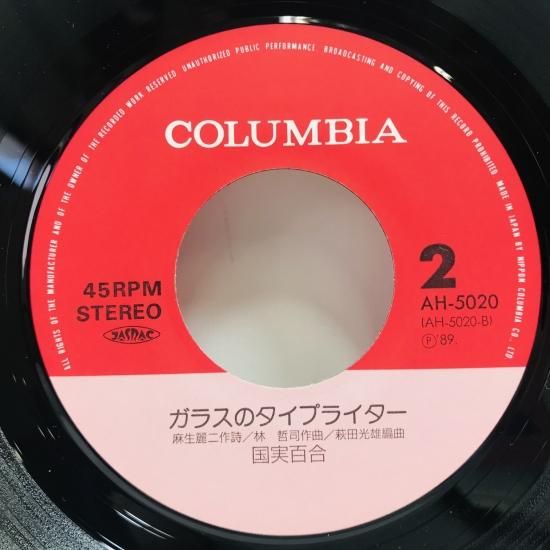 ALL RIGHTS OF THE MANUFACTURER AND OF THE OWNER OF THE RECORDED WORK RESERVED UNAUTHORIZED PUBLIC PERFORMANCE BROADCASTING AND COPYING OF THIS RECORD PROHIBITED MADE IN JAPAN BY NIPPON COLUMBIA CO., LTD
COLUMBIA
45RPM
STEREO
JASRAC
2
AH-5020
(AH-5020-B)
Ⓟ'89.
ガラスのタイプライター
麻生麗二作詩/林 哲司作曲/萩田光雄編曲
国実百合